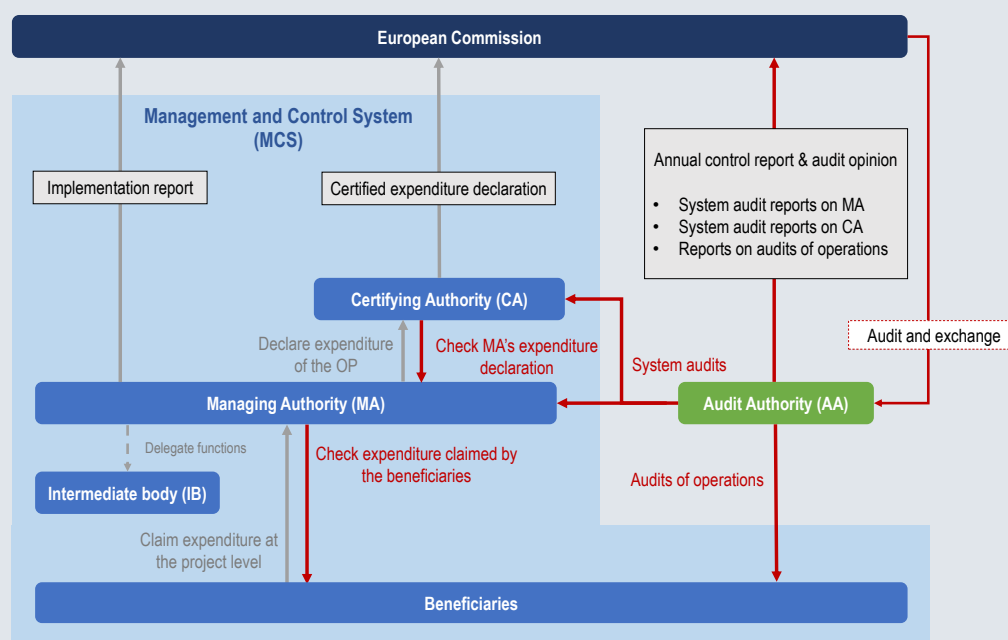 European Commission
Management and Control System
(MCS)
Implementation report
Certified expenditure declaration
Annual control report & audit opinion
• System audit reports on MA
• System audit reports on CA
• Reports on audits of operations
Certifying Authority (CA)
Declare expenditure
of the OP
Check MA's expenditure
declaration
System audits
Audit and exchange
Managing Authority (MA)
Audit Authority (AA)
Delegate functions
Check expenditure claimed by
the beneficiaries
Audits of operations
Intermediate body (IB)
Claim expenditure at
the project level
Beneficiaries